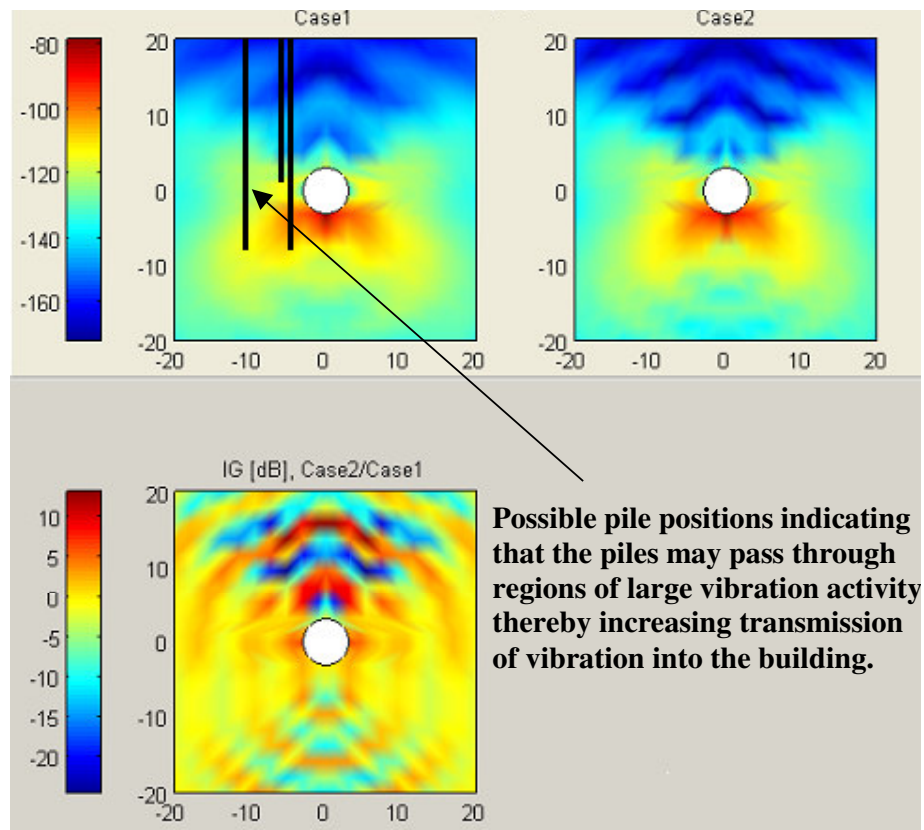 Case1
Case2
-80
-100
-120
-140
-160
20
10
0
-10
-20
-20 -10 0 10 20
20
10
0
-10
-20
-20 -10 0 10 20
IG [dB], Case2/Case1
10
5
0
-5
-10
-15
-20
20
10
0
-10
-20
-20 -10 0 10 20
Possible pile positions indicating
that the piles may pass through
regions of large vibration activity
thereby increasing transmission
of vibration into the building.